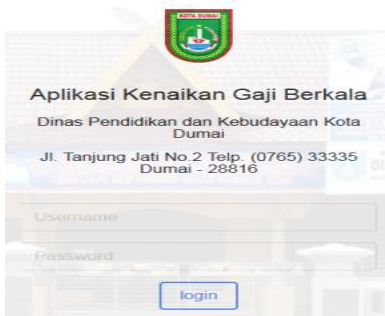 KOTA DUMAI
Aplikasi Kenaikan Gaji Berkala
Dinas Pendidikan dan Kebudayaan Kota
Dumai
Jl. Tanjung Jati No.2 Telp. (0765) 33335
Dumai - 28816
Username
Password
login